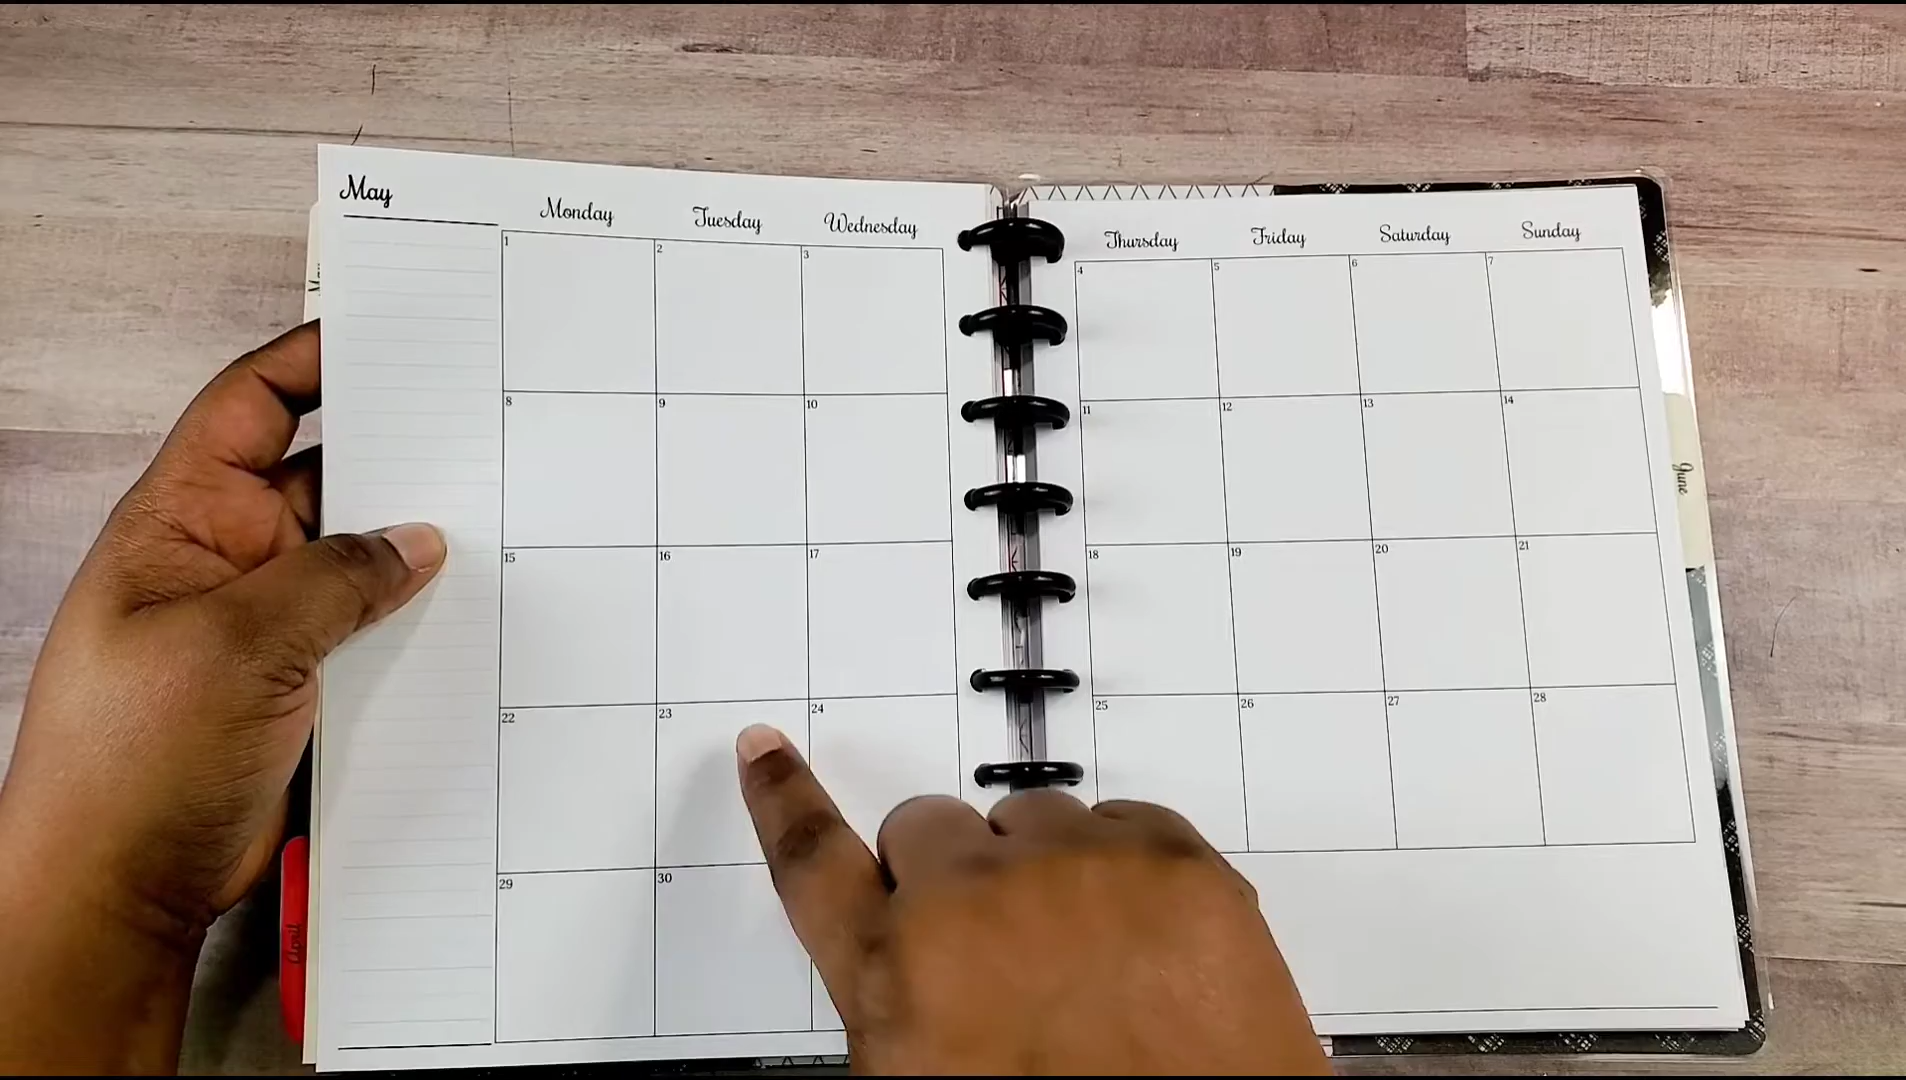 May
Monday Tuesday Wednesday Thursday Friday Saturday Sunday
1 2 3 4 5 6 7
8 9 10 11 12 13 14
15 16 17 18 19 20 21
22 23 24 25 26 27 28
29 30
May
June
April